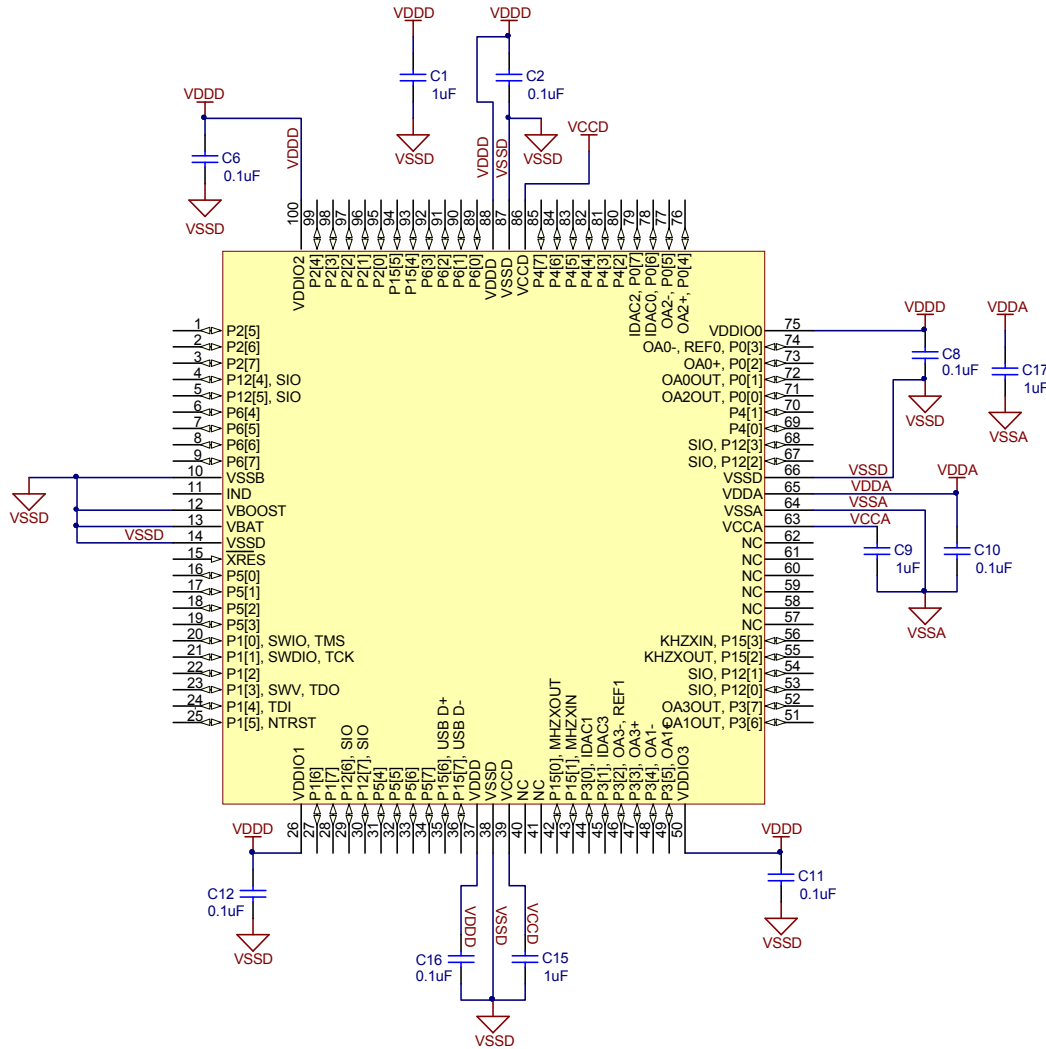 VDDD
C1
1uF
VSSD
VDDD
C2
0.1uF
VSSD
VDDD
C6
0.1uF
VSSD
VDDD
VDDD
VSSD
VCCD
100
99
98
97
96
95
94
93
92
91
90
89
88
87
86
85
84
83
82
81
80
79
78
77
76
VDDIO2
P2[4]
P2[3]
P2[2]
P2[1]
P2[0]
P15[5]
P15[4]
P6[3]
P6[2]
P6[1]
P6[0]
VDDD
VSSD
VCCD
P4[7]
P4[6]
P4[5]
P4[4]
P4[3]
P4[2]
IDAC2, P0[7]
IDAC0, P0[6]
OA2-, P0[5]
OA2+, P0[4]
1 P2[5]
2 P2[6]
3 P2[7]
4 P12[4], SIO
5 P12[5], SIO
6 P6[4]
7 P6[5]
8 P6[6]
9 P6[7]
10 VSSB
11 IND
12 VBOOST
13 VBAT
VSSD 14 VSSD
15 XRES
16 P5[0]
17 P5[1]
18 P5[2]
19 P5[3]
20 P1[0], SWIO, TMS
21 P1[1], SWDIO, TCK
22 P1[2]
23 P1[3], SWV, TDO
24 P1[4], TDI
25 P1[5], NTRST
VSSD
VDDIO0 75
OA0-, REF0, P0[3] 74
OA0+, P0[2] 73
OA0OUT, P0[1] 72
OA2OUT, P0[0] 71
P4[1] 70
P4[0] 69
SIO, P12[3] 68
SIO, P12[2] 67
VSSD 66 VSSD
VDDA 65 VDDA
VSSA 64 VSSA
VCCA 63 VCCA
NC 62
NC 61
NC 60
NC 59
NC 58
NC 57
KHZXIN, P15[3] 56
KHZXOUT, P15[2] 55
SIO, P12[1] 54
SIO, P12[0] 53
OA3OUT, P3[7] 52
OA1OUT, P3[6] 51
VDDD
C8
0.1uF
VSSD
VDDA
C17
1uF
VSSA
VDDA
C9
1uF
C10
0.1uF
VSSA
VDDIO1
P1[6]
P1[7]
P12[6], SIO
P12[7], SIO
P5[4]
P5[5]
P5[6]
P5[7]
P15[6], USB D+
P15[7], USB D-
VDDD
VSSD
VCCD
NC
NC
P15[0], MHZXOUT
P15[1], MHZXIN
P3[0], IDAC1
P3[1], IDAC3
P3[2], OA3-, REF1
P3[3], OA3+
P3[4], OA1-
P3[5], OA1+
VDDIO3
26
27
28
29
30
31
32
33
34
35
36
37
38
39
40
41
42
43
44
45
46
47
48
49
50
VDDD
C12
0.1uF
VSSD
VDDD
VSSD
VCCD
C16
0.1uF
C15
1uF
VSSD
VDDD
C11
0.1uF
VSSD